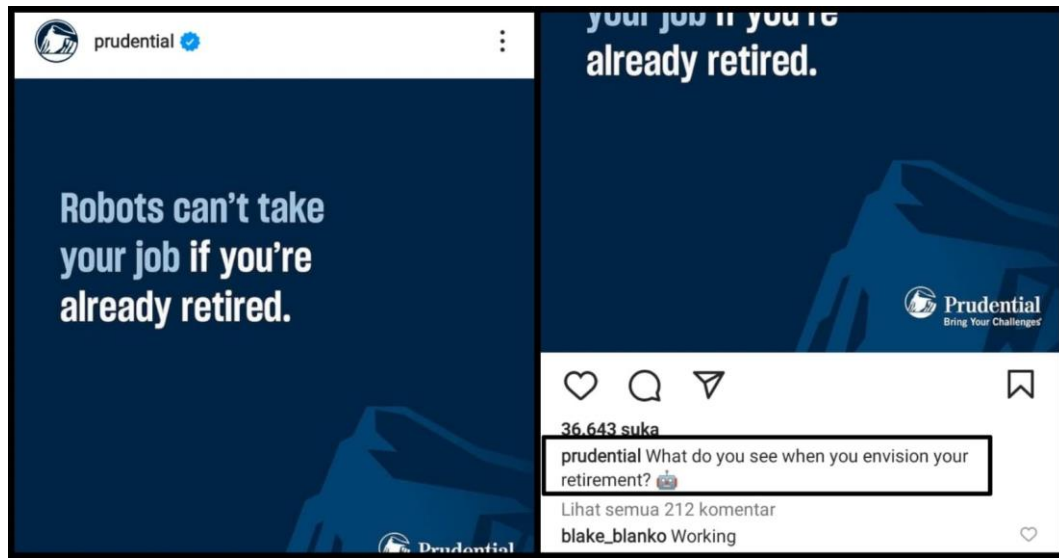 prudential
Robots can't take
your job if you're
already retired.
Prudential
your job if you're
already retired.
Prudential
Bring Your Challenges
36.643 suka
prudential What do you see when you envision your
retirement? 🤖
Lihat semua 212 komentar
blake_blanko Working